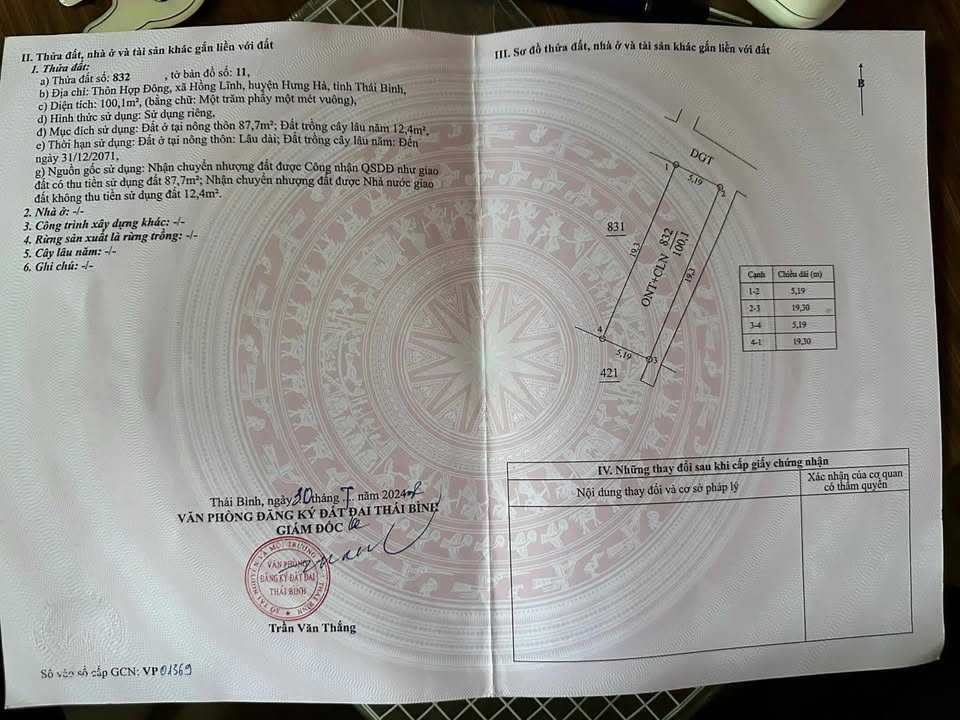 II. Thửa đất, nhà ở và tài sản khác gắn liền với đất
1. Thửa đất:
a) Thửa đất số: 832 , tờ bản đồ số: 11,
b) Địa chỉ: Thôn Hợp Đông, xã Hồng Lĩnh, huyện Hưng Hà, tỉnh Thái Bình,
c) Diện tích: 100,1m², (bằng chữ: Một trăm phẩy một mét vuông),
d) Hình thức sử dụng: Sử dụng riêng,
đ) Mục đích sử dụng: Đất ở tại nông thôn 87,7m²; Đất trồng cây lâu năm 12,4m²,
e) Thời hạn sử dụng: Đất ở tại nông thôn: Lâu dài; Đất trồng cây lâu năm: Đến
ngày 31/12/2071,
g) Nguồn gốc sử dụng: Nhận chuyển nhượng đất được Công nhận QSDĐ như giao
đất có thu tiền sử dụng đất 87,7m²; Nhận chuyển nhượng đất được Nhà nước giao
đất không thu tiền sử dụng đất 12,4m².
2. Nhà ở: -/-
3. Công trình xây dựng khác: -/-
4. Rừng sản xuất là rừng trồng: -/-
5. Cây lâu năm: -/-
6. Ghi chú: -/-
Thái Bình, ngày 30 tháng 7 năm 2024
VĂN PHÒNG ĐĂNG KÝ ĐẤT ĐAI THÁI BÌNH
GIÁM ĐỐC
VĂN PHÒNG
ĐĂNG KÝ ĐẤT ĐAI
THÁI BÌNH
Trần Văn Thắng
Số vào sổ cấp GCN: VP 01369
III. Sơ đồ thửa đất, nhà ở và tài sản khác gắn liền với đất
B
ĐGT
1
5,19
2
831
19,3
ONT+CLN 832
100,1
19,3
4
5,19
3
421
Cạnh Chiều dài (m)
1-2 5,19
2-3 19,30
3-4 5,19
4-1 19,30
IV. Những thay đổi sau khi cấp giấy chứng nhận
Nội dung thay đổi và cơ sở pháp lý
Xác nhận của cơ quan
có thẩm quyền